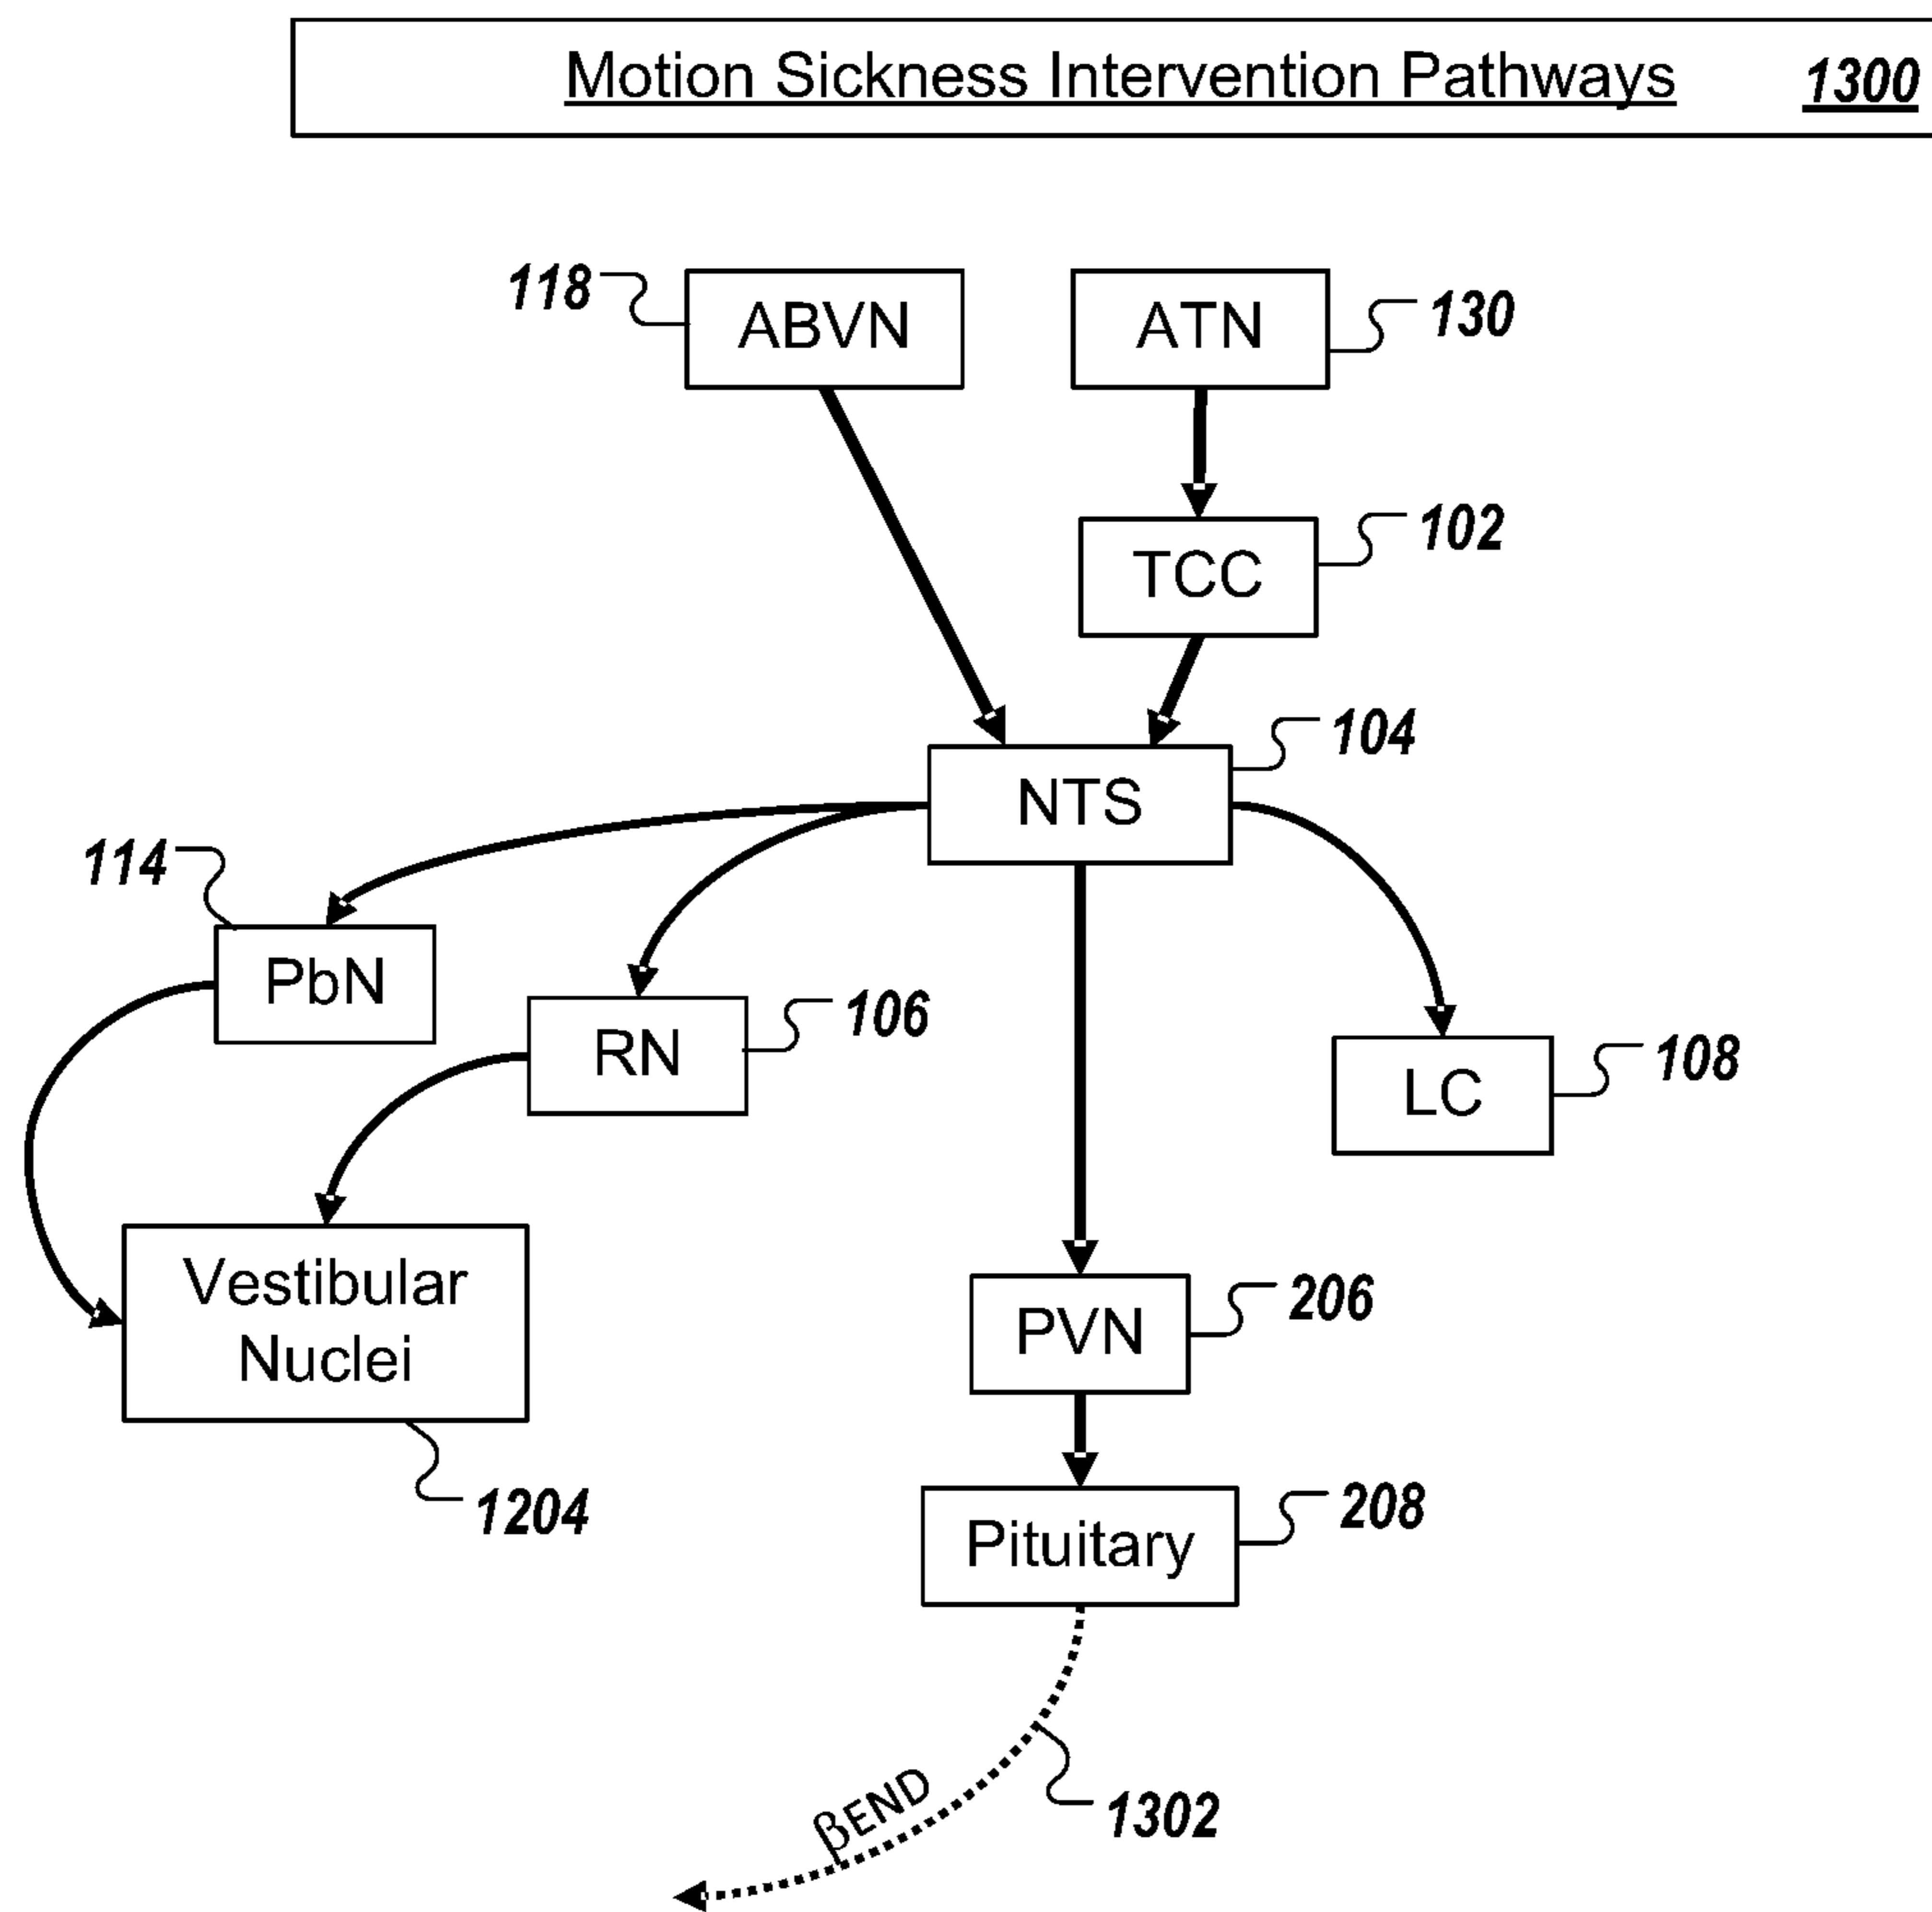 Motion Sickness Intervention Pathways 1300
118 ABVN
ATN 130
TCC 102
NTS 104
114
PbN
RN 106
LC 108
Vestibular
Nuclei
1204
PVN 206
Pituitary 208
βEND
1302